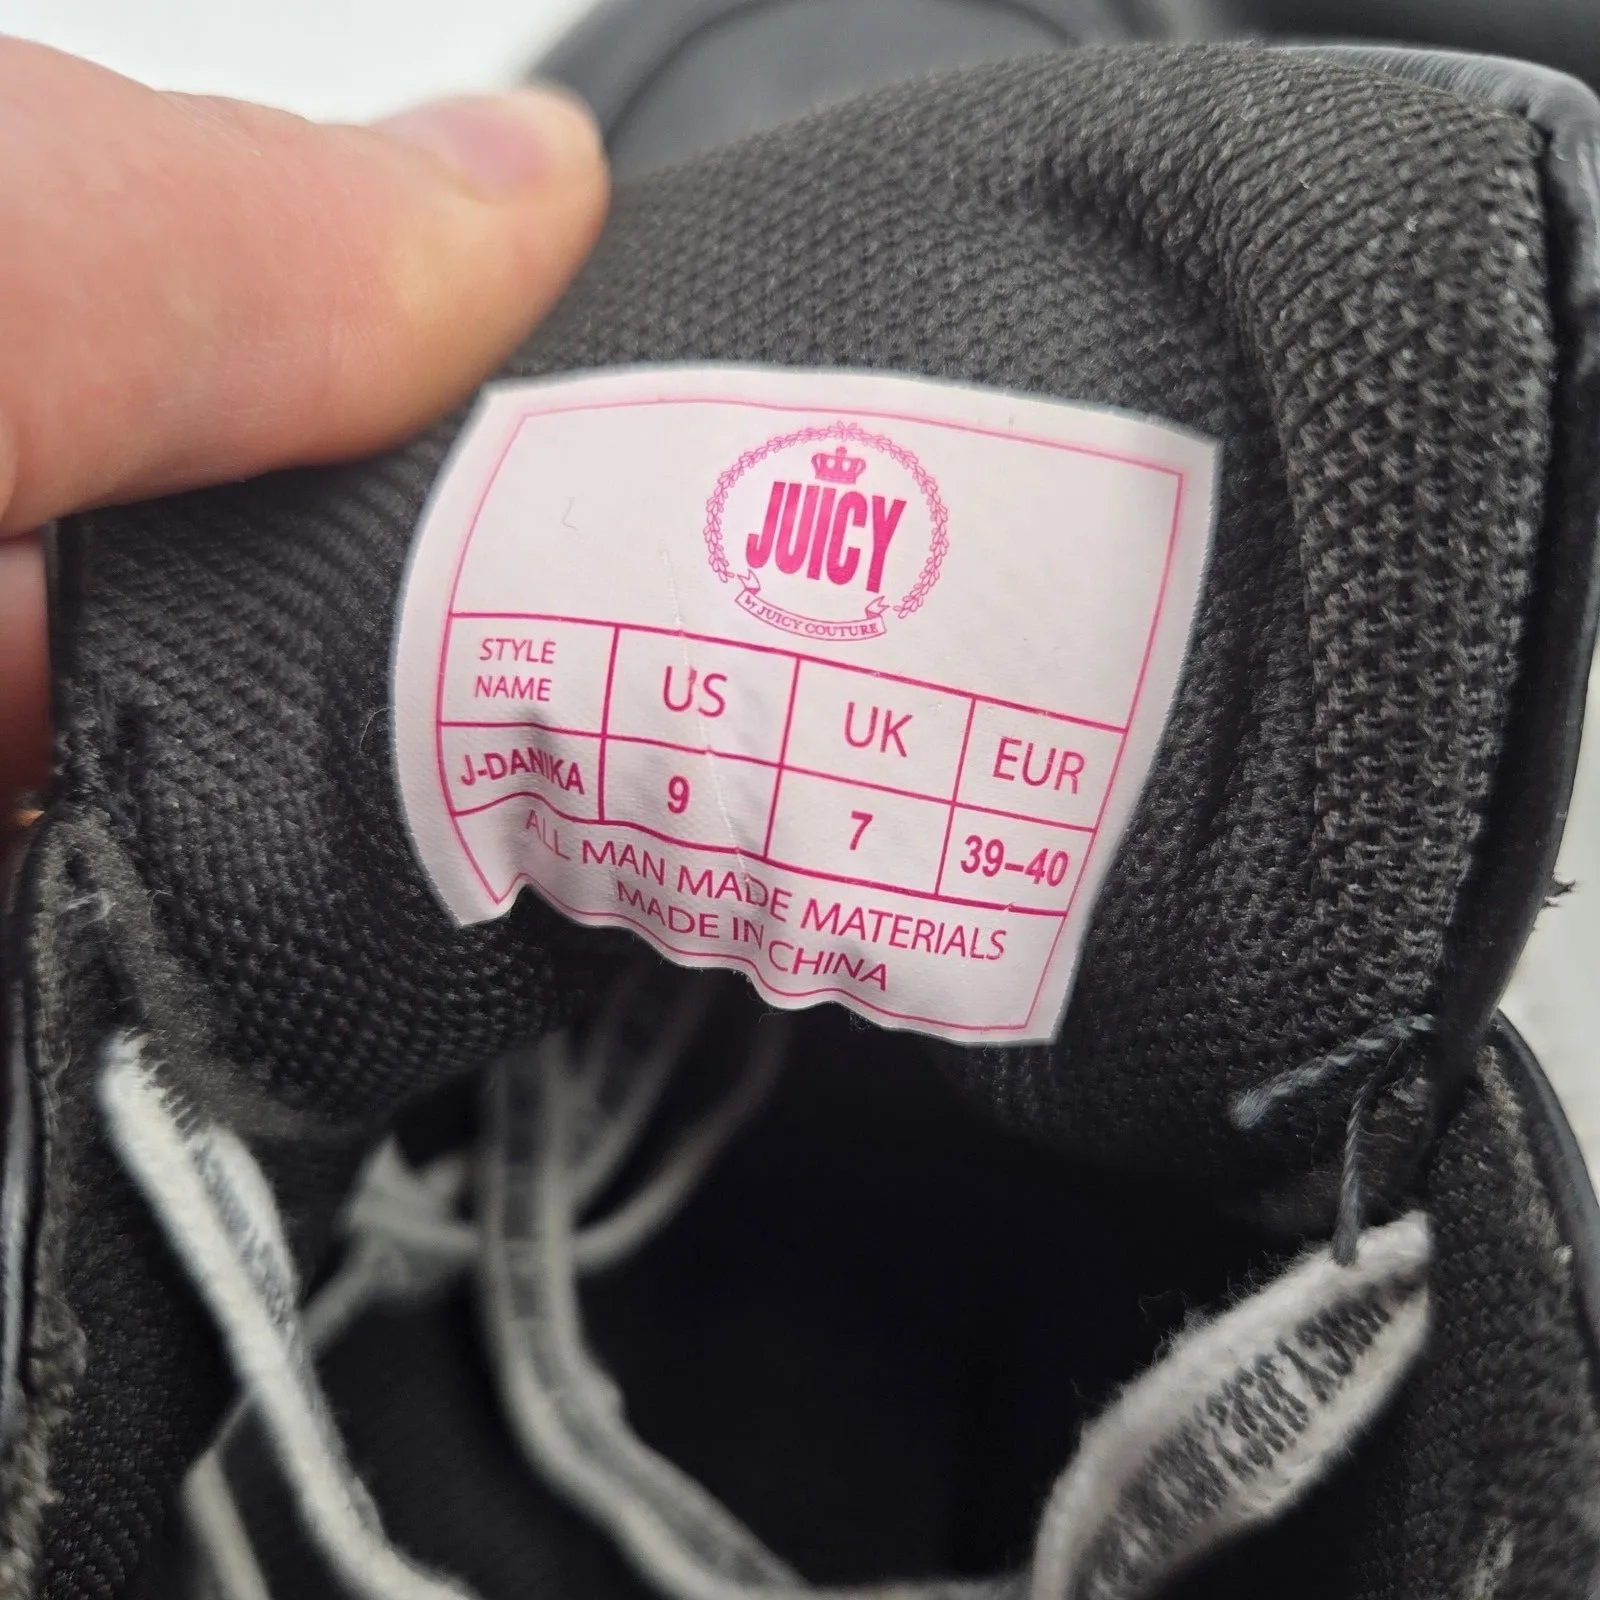 JUICY
by JUICY COUTURE
STYLE NAME US UK EUR
J-DANIKA 9 7 39-40
ALL MAN MADE MATERIALS
MADE IN CHINA